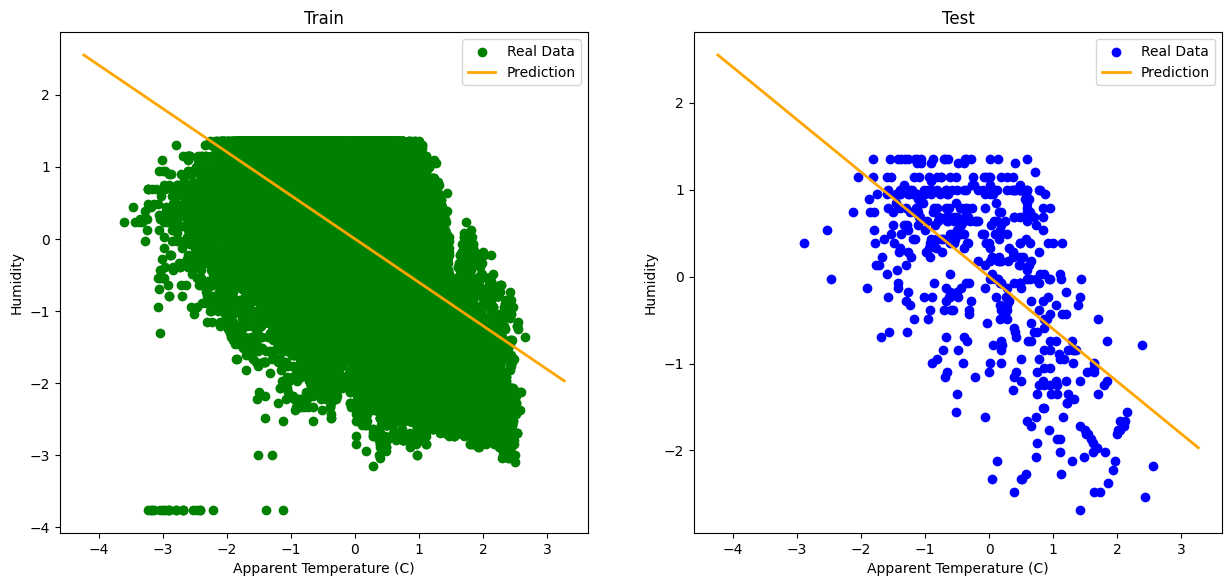 Train
Real Data
Prediction
2
1
0
−1
−2
−3
−4
Humidity
−4 −3 −2 −1 0 1 2 3
Apparent Temperature (C)
Test
Real Data
Prediction
2
1
0
−1
−2
Humidity
−4 −3 −2 −1 0 1 2 3
Apparent Temperature (C)